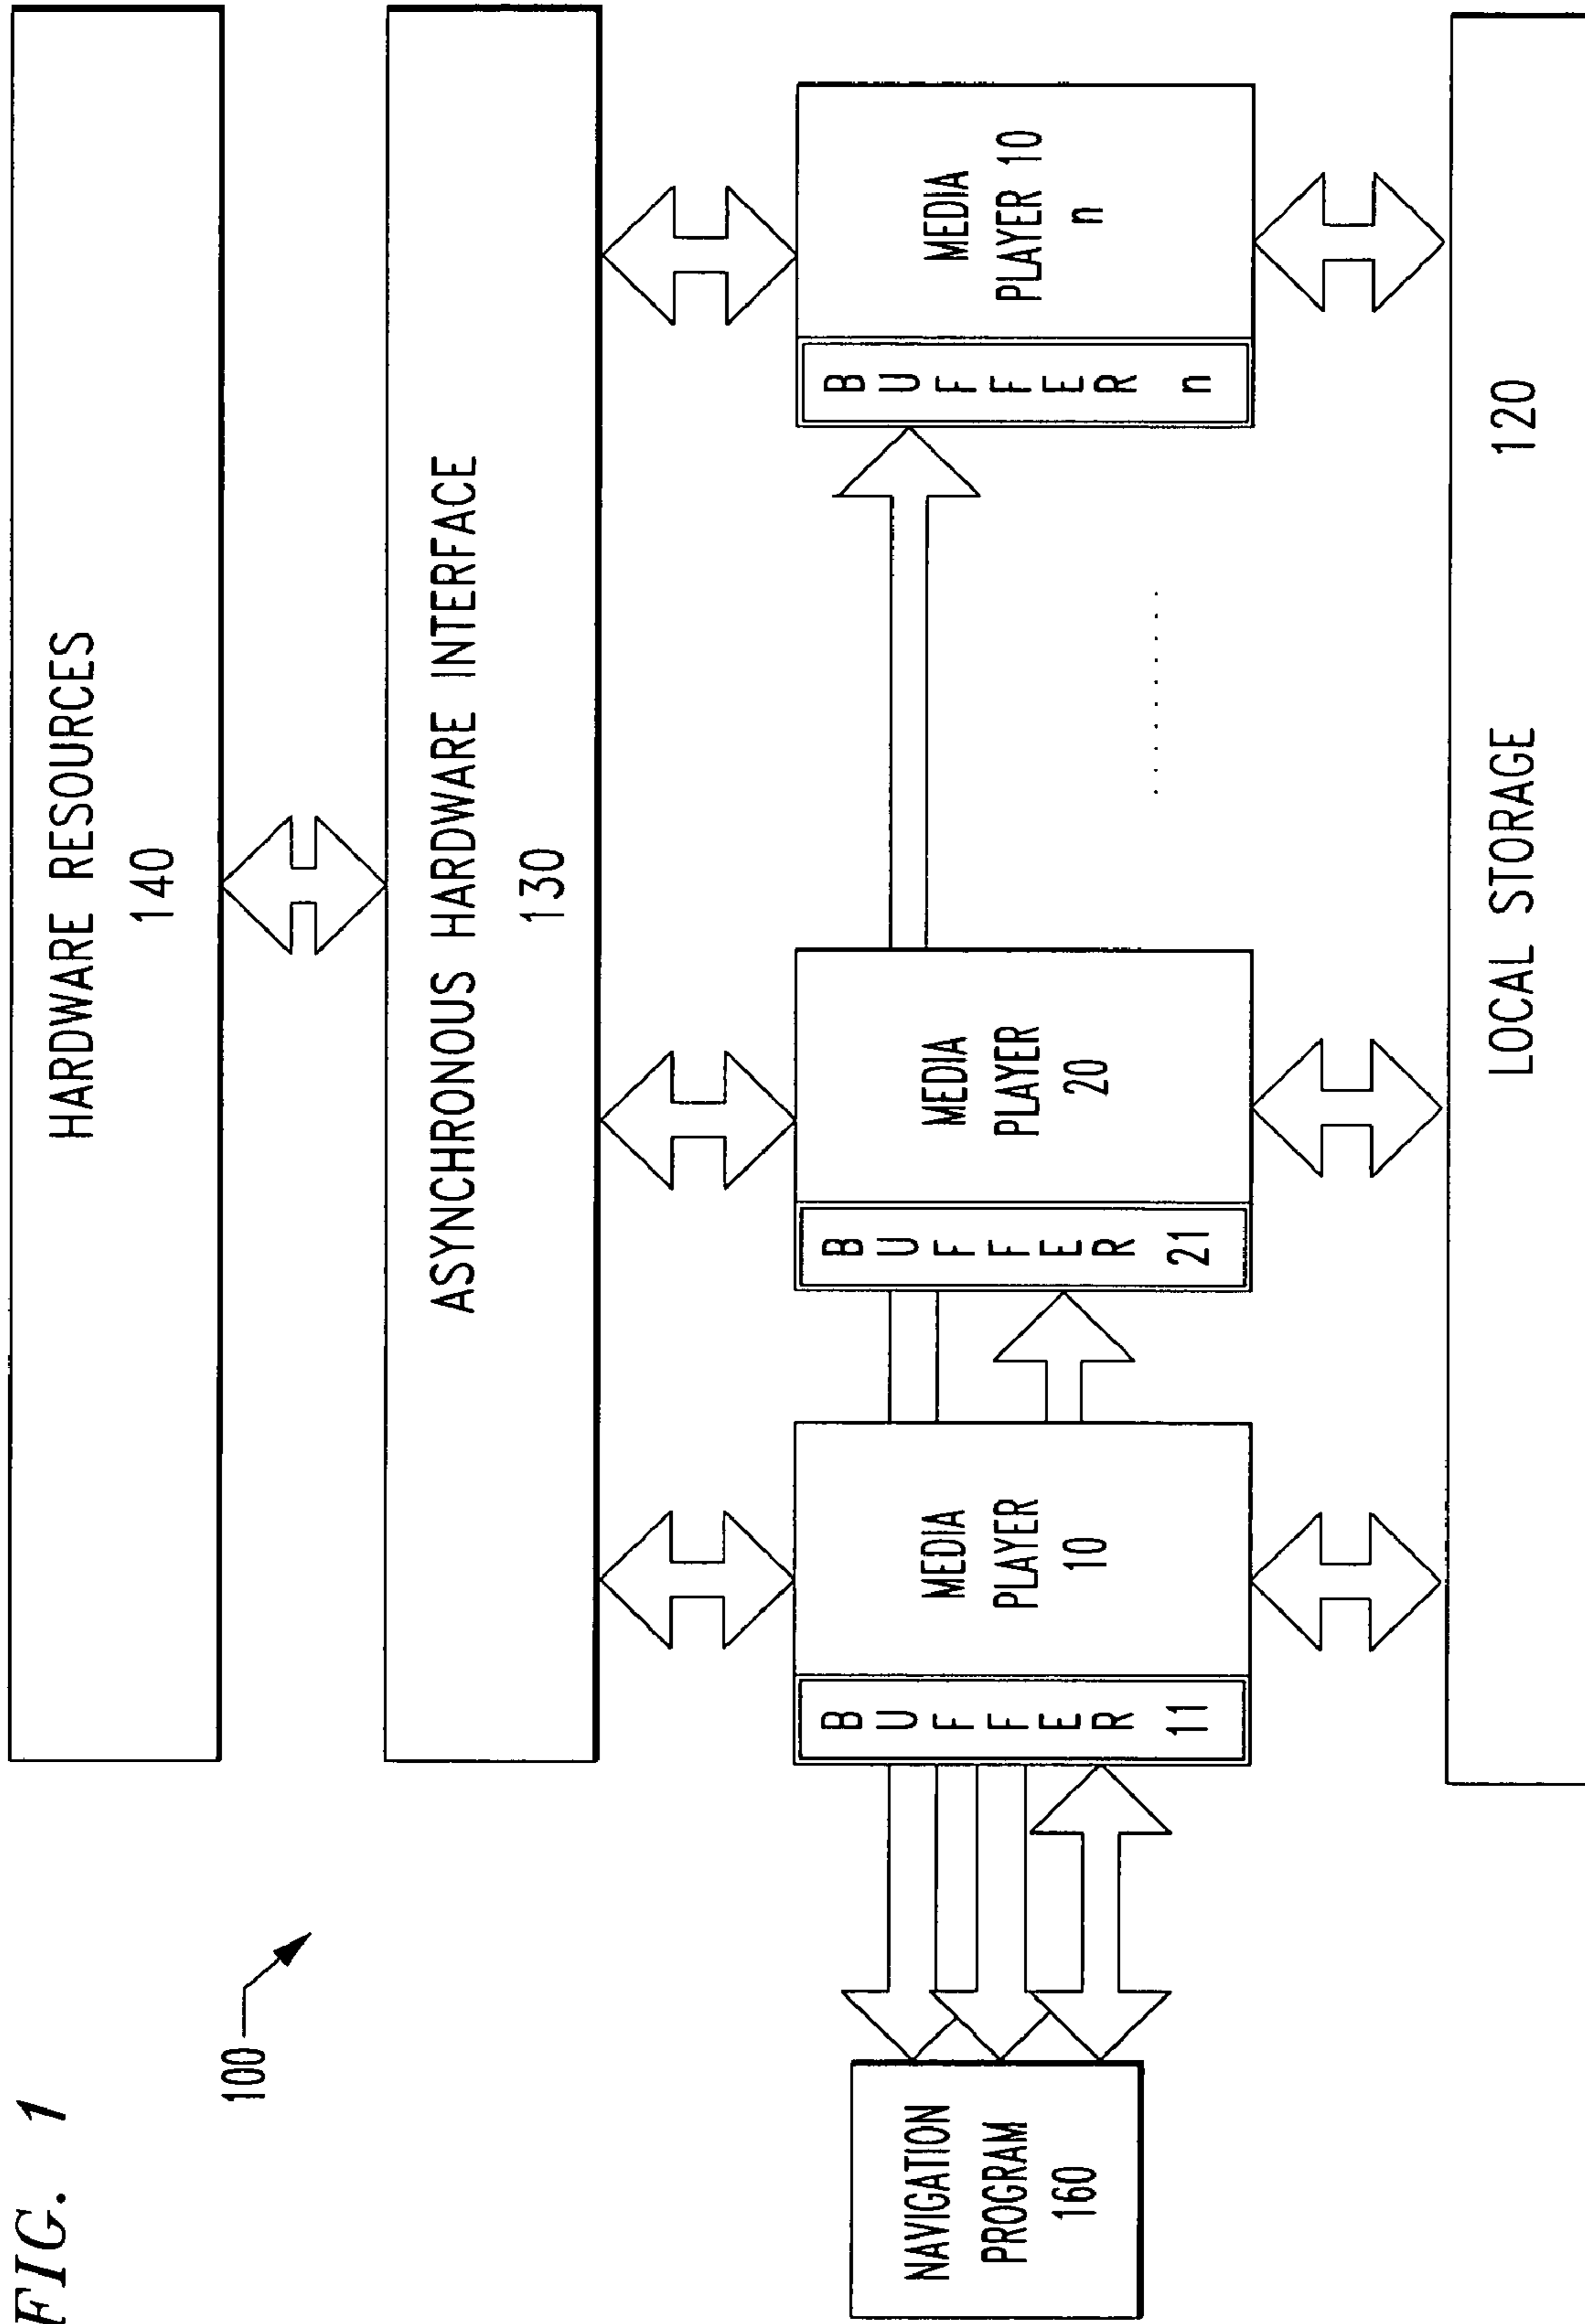 FIG. 1
100
HARDWARE RESOURCES
140
ASYNCHRONOUS HARDWARE INTERFACE
130
NAVIGATION
PROGRAM
160
BUFFER 11
MEDIA
PLAYER
10
BUFFER 21
MEDIA
PLAYER
20
BUFFER n
MEDIA
PLAYER 10
n
..........
LOCAL STORAGE 120